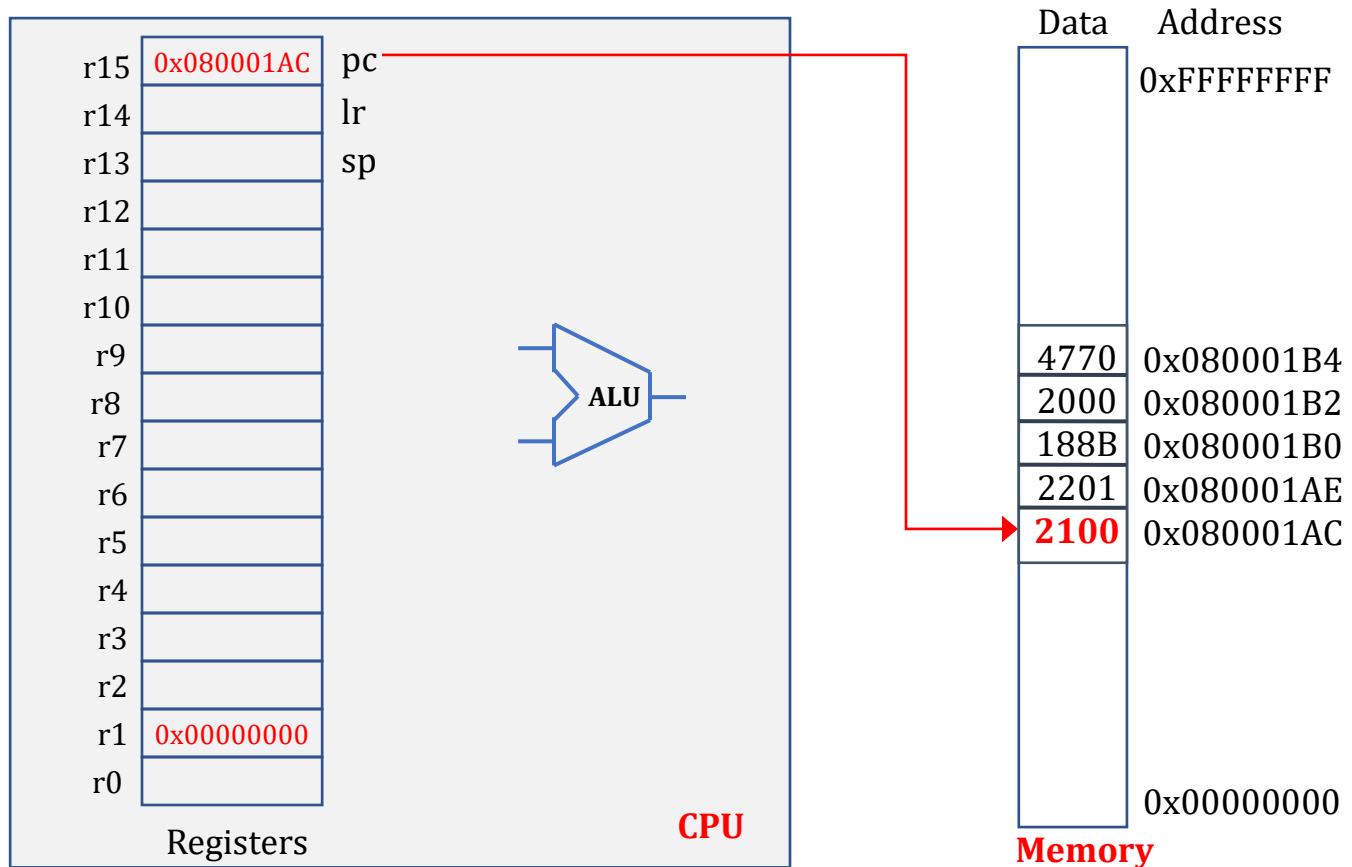 r15 0x080001AC pc
r14 lr
r13 sp
r12
r11
r10
r9
r8
r7
r6
r5
r4
r3
r2
r1 0x00000000
r0
Registers
ALU
CPU
Data Address
0xFFFFFFFF
4770 0x080001B4
2000 0x080001B2
188B 0x080001B0
2201 0x080001AE
2100 0x080001AC
0x00000000
Memory